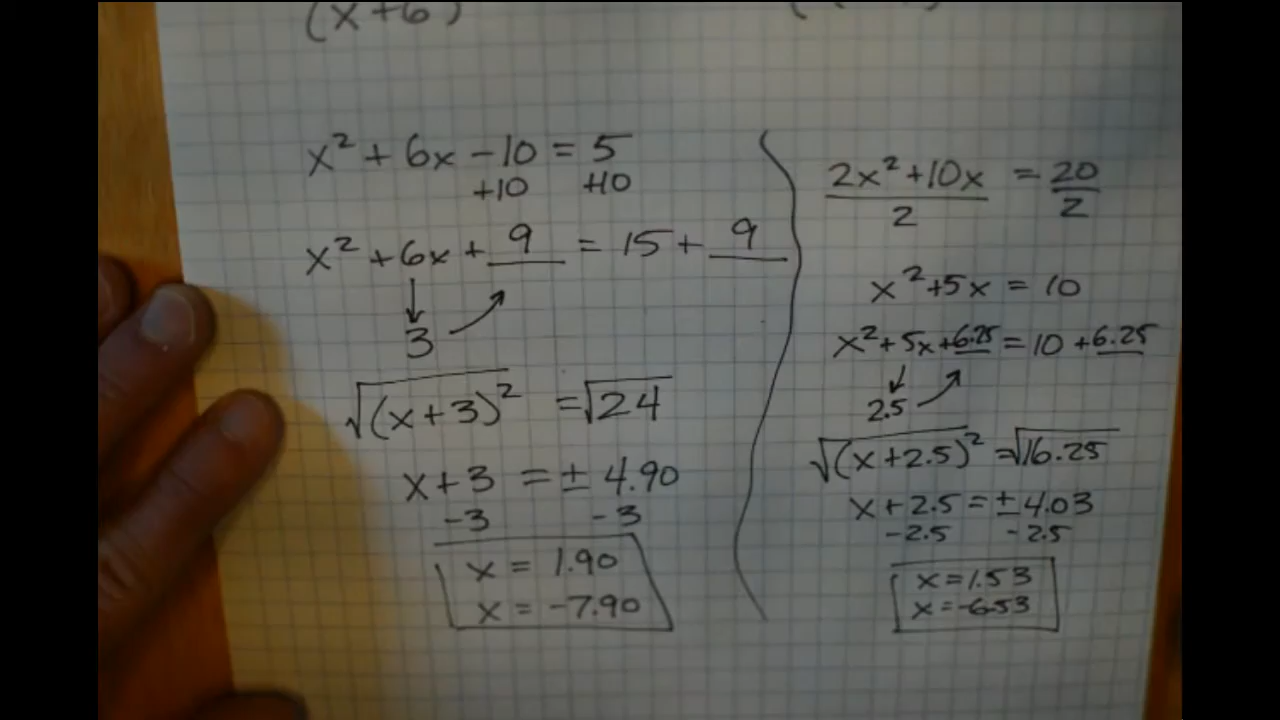 (x+6)
x² + 6x - 10 = 5
+10 +10
x² + 6x + 9 = 15 + 9
3
√(x+3)² = √24
x+3 = ± 4.90
-3 -3
x = 1.90
x = -7.90
2x²+10x = 20
2 2
x²+5x = 10
x²+5x+6.25 = 10+6.25
2.5
√(x+2.5)² = √16.25
x+2.5 = ±4.03
-2.5 -2.5
x=1.53
x=-6.53